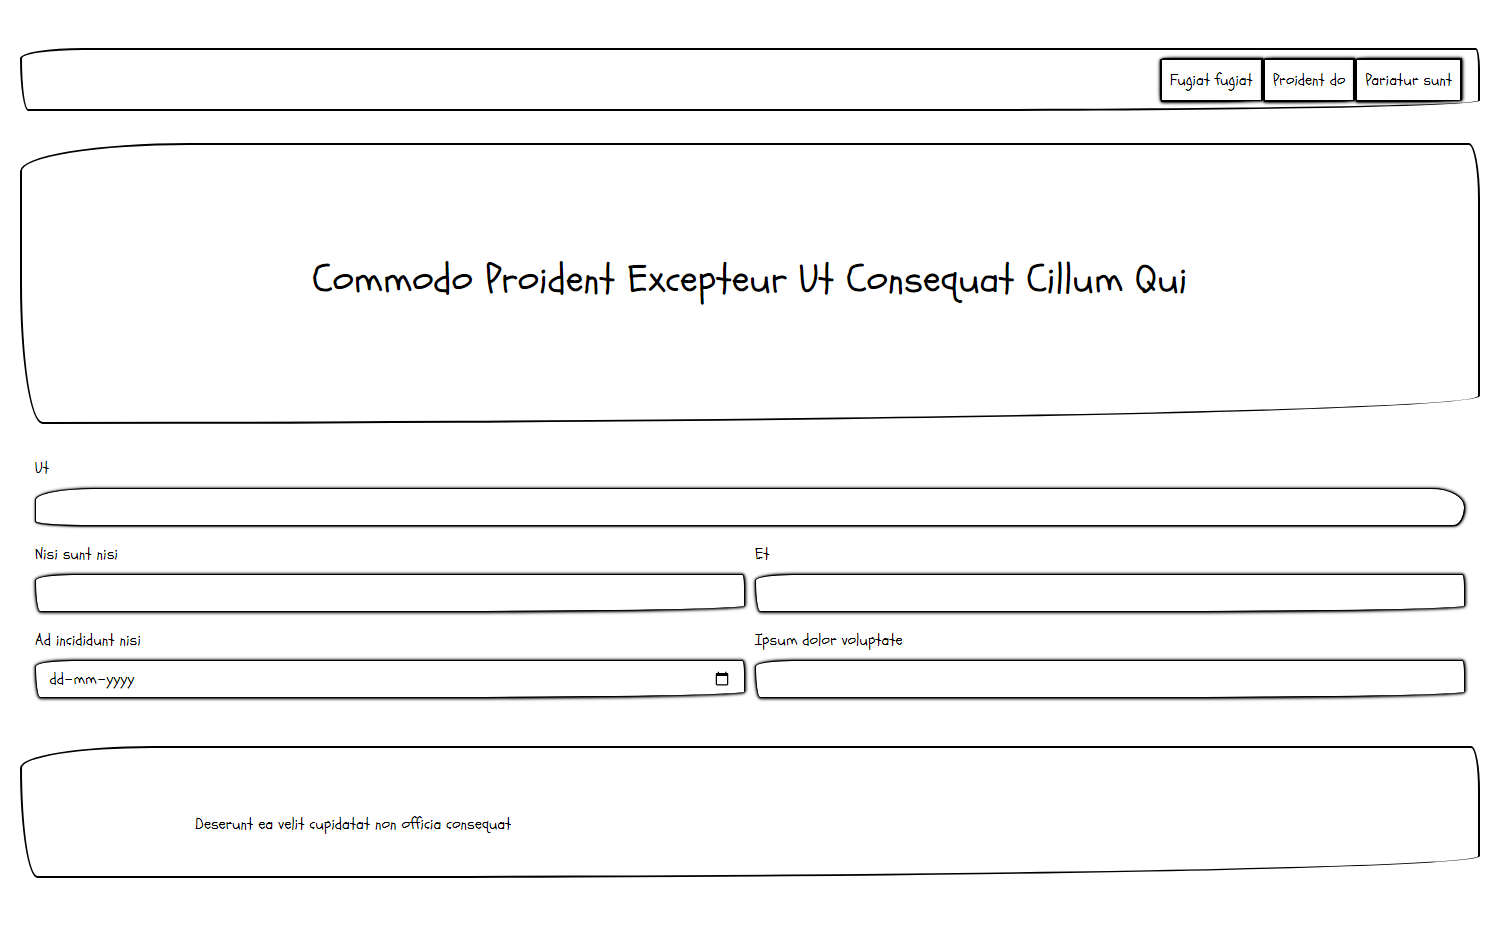 Fugiat fugiat Proident do Pariatur sunt
Commodo Proident Excepteur Ut Consequat Cillum Qui
Ut
Nisi sunt nisi Et
Ad incididunt nisi Ipsum dolor voluptate
dd-mm-yyyy
Deserunt ea velit cupidatat non officia consequat